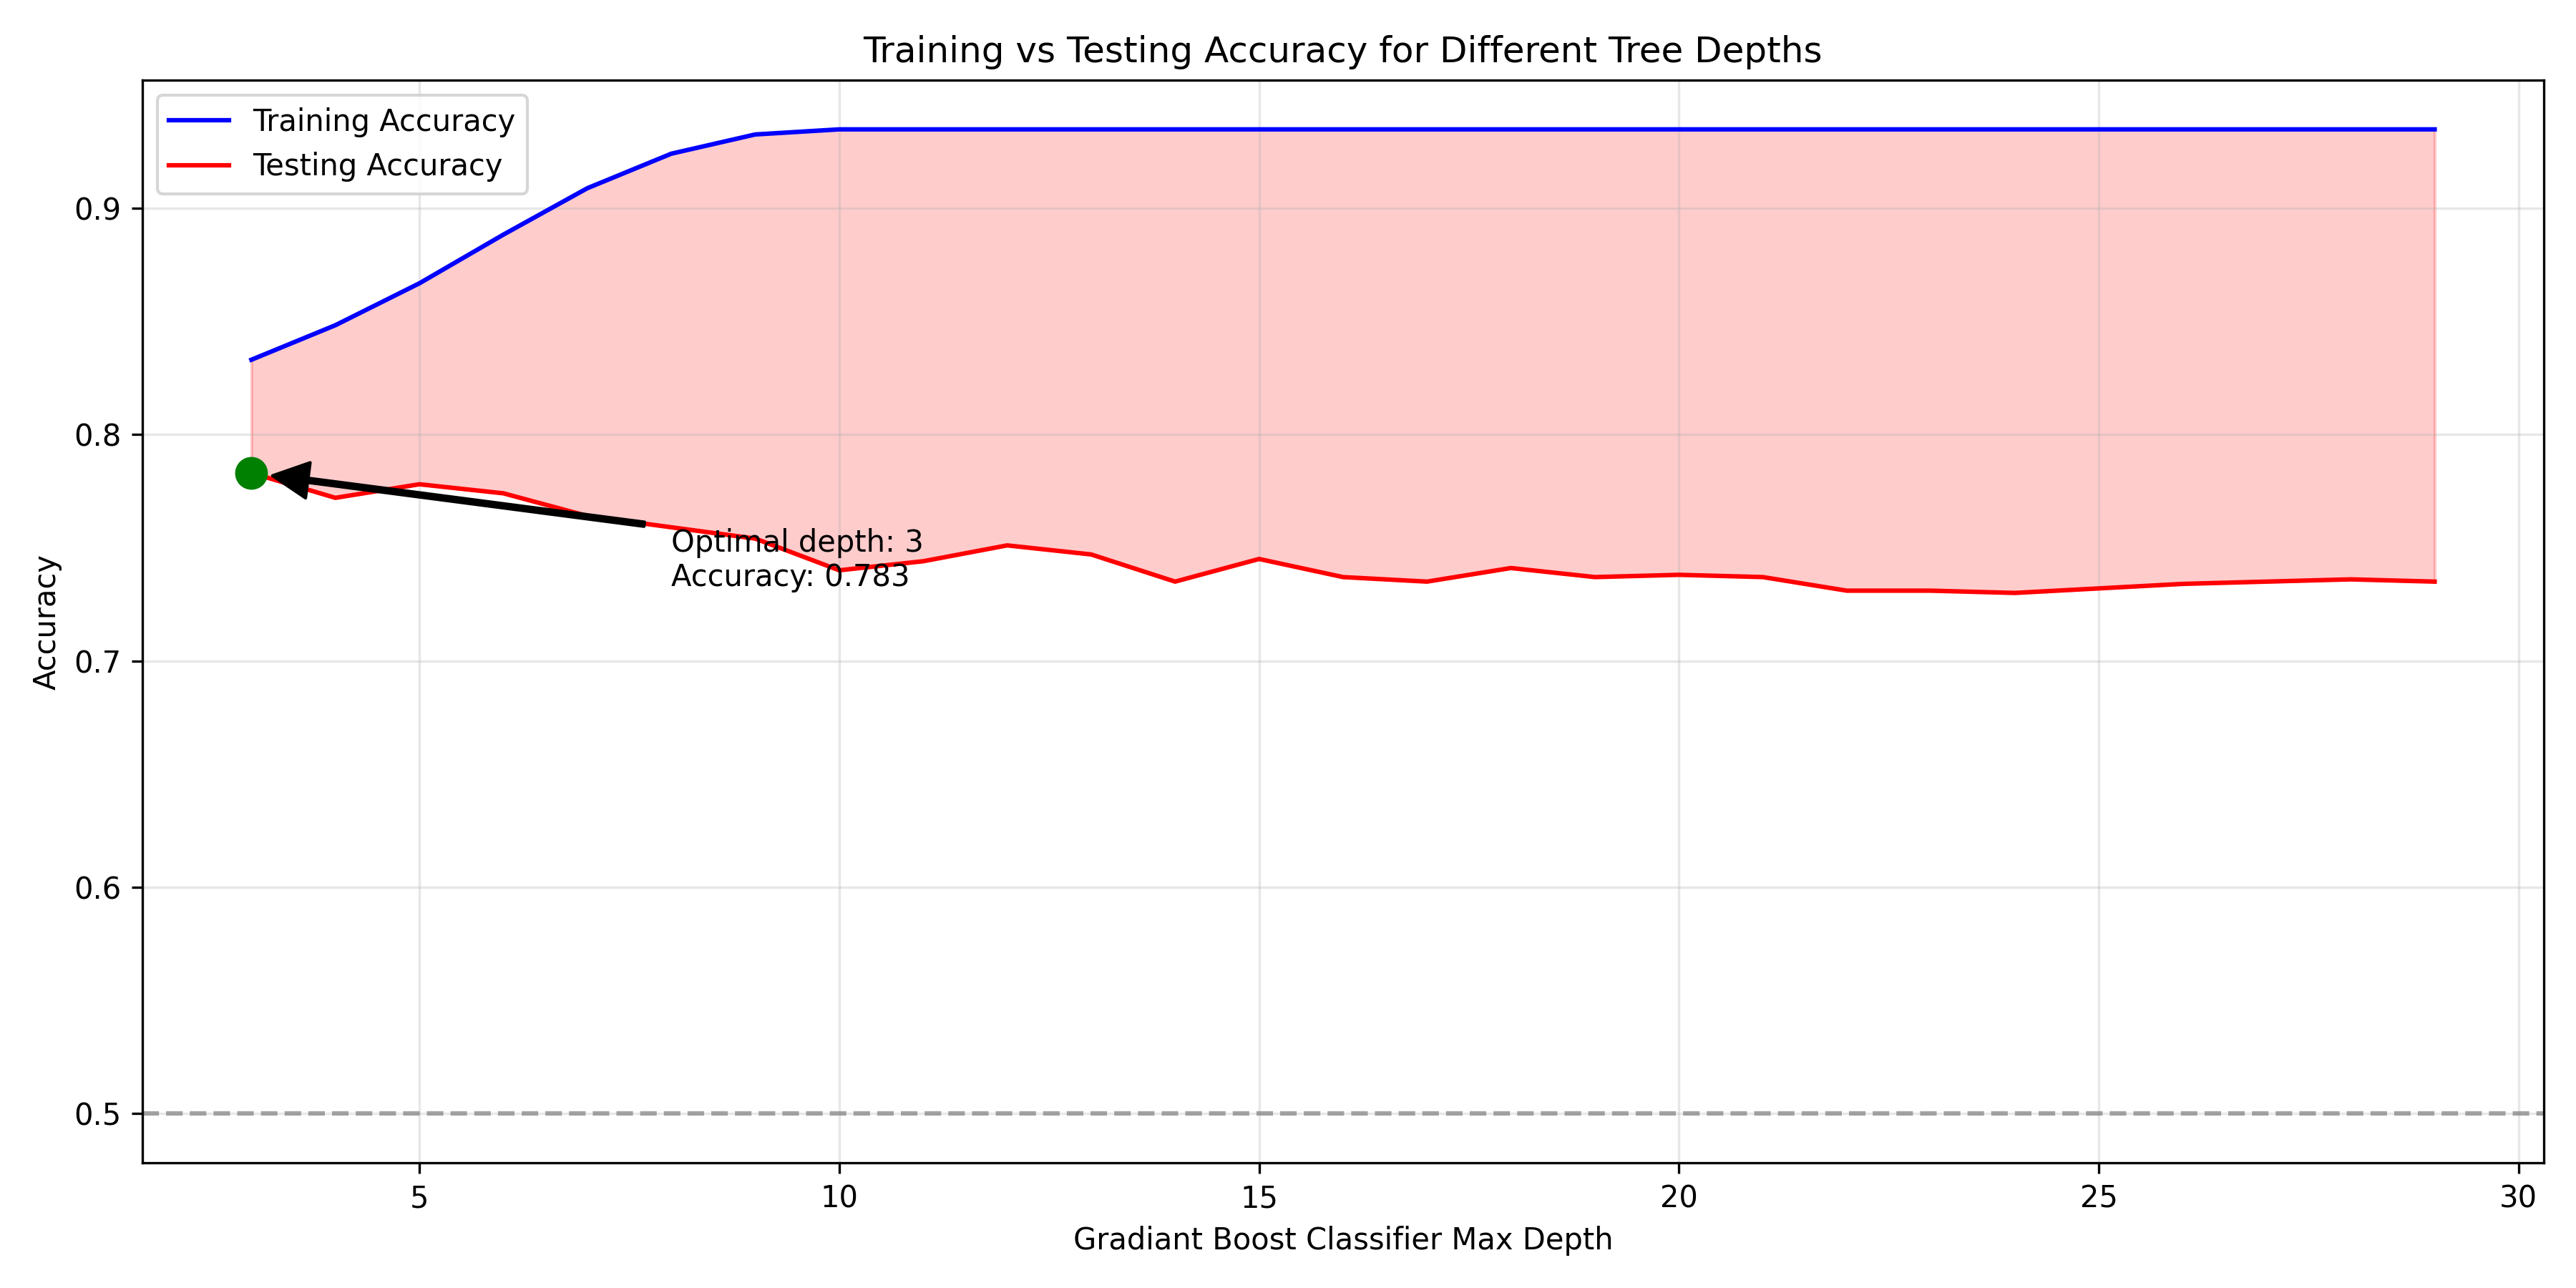 Training vs Testing Accuracy for Different Tree Depths
Training Accuracy
Testing Accuracy
Accuracy
0.9
0.8
0.7
0.6
0.5
Optimal depth: 3
Accuracy: 0.783
5 10 15 20 25 30
Gradiant Boost Classifier Max Depth